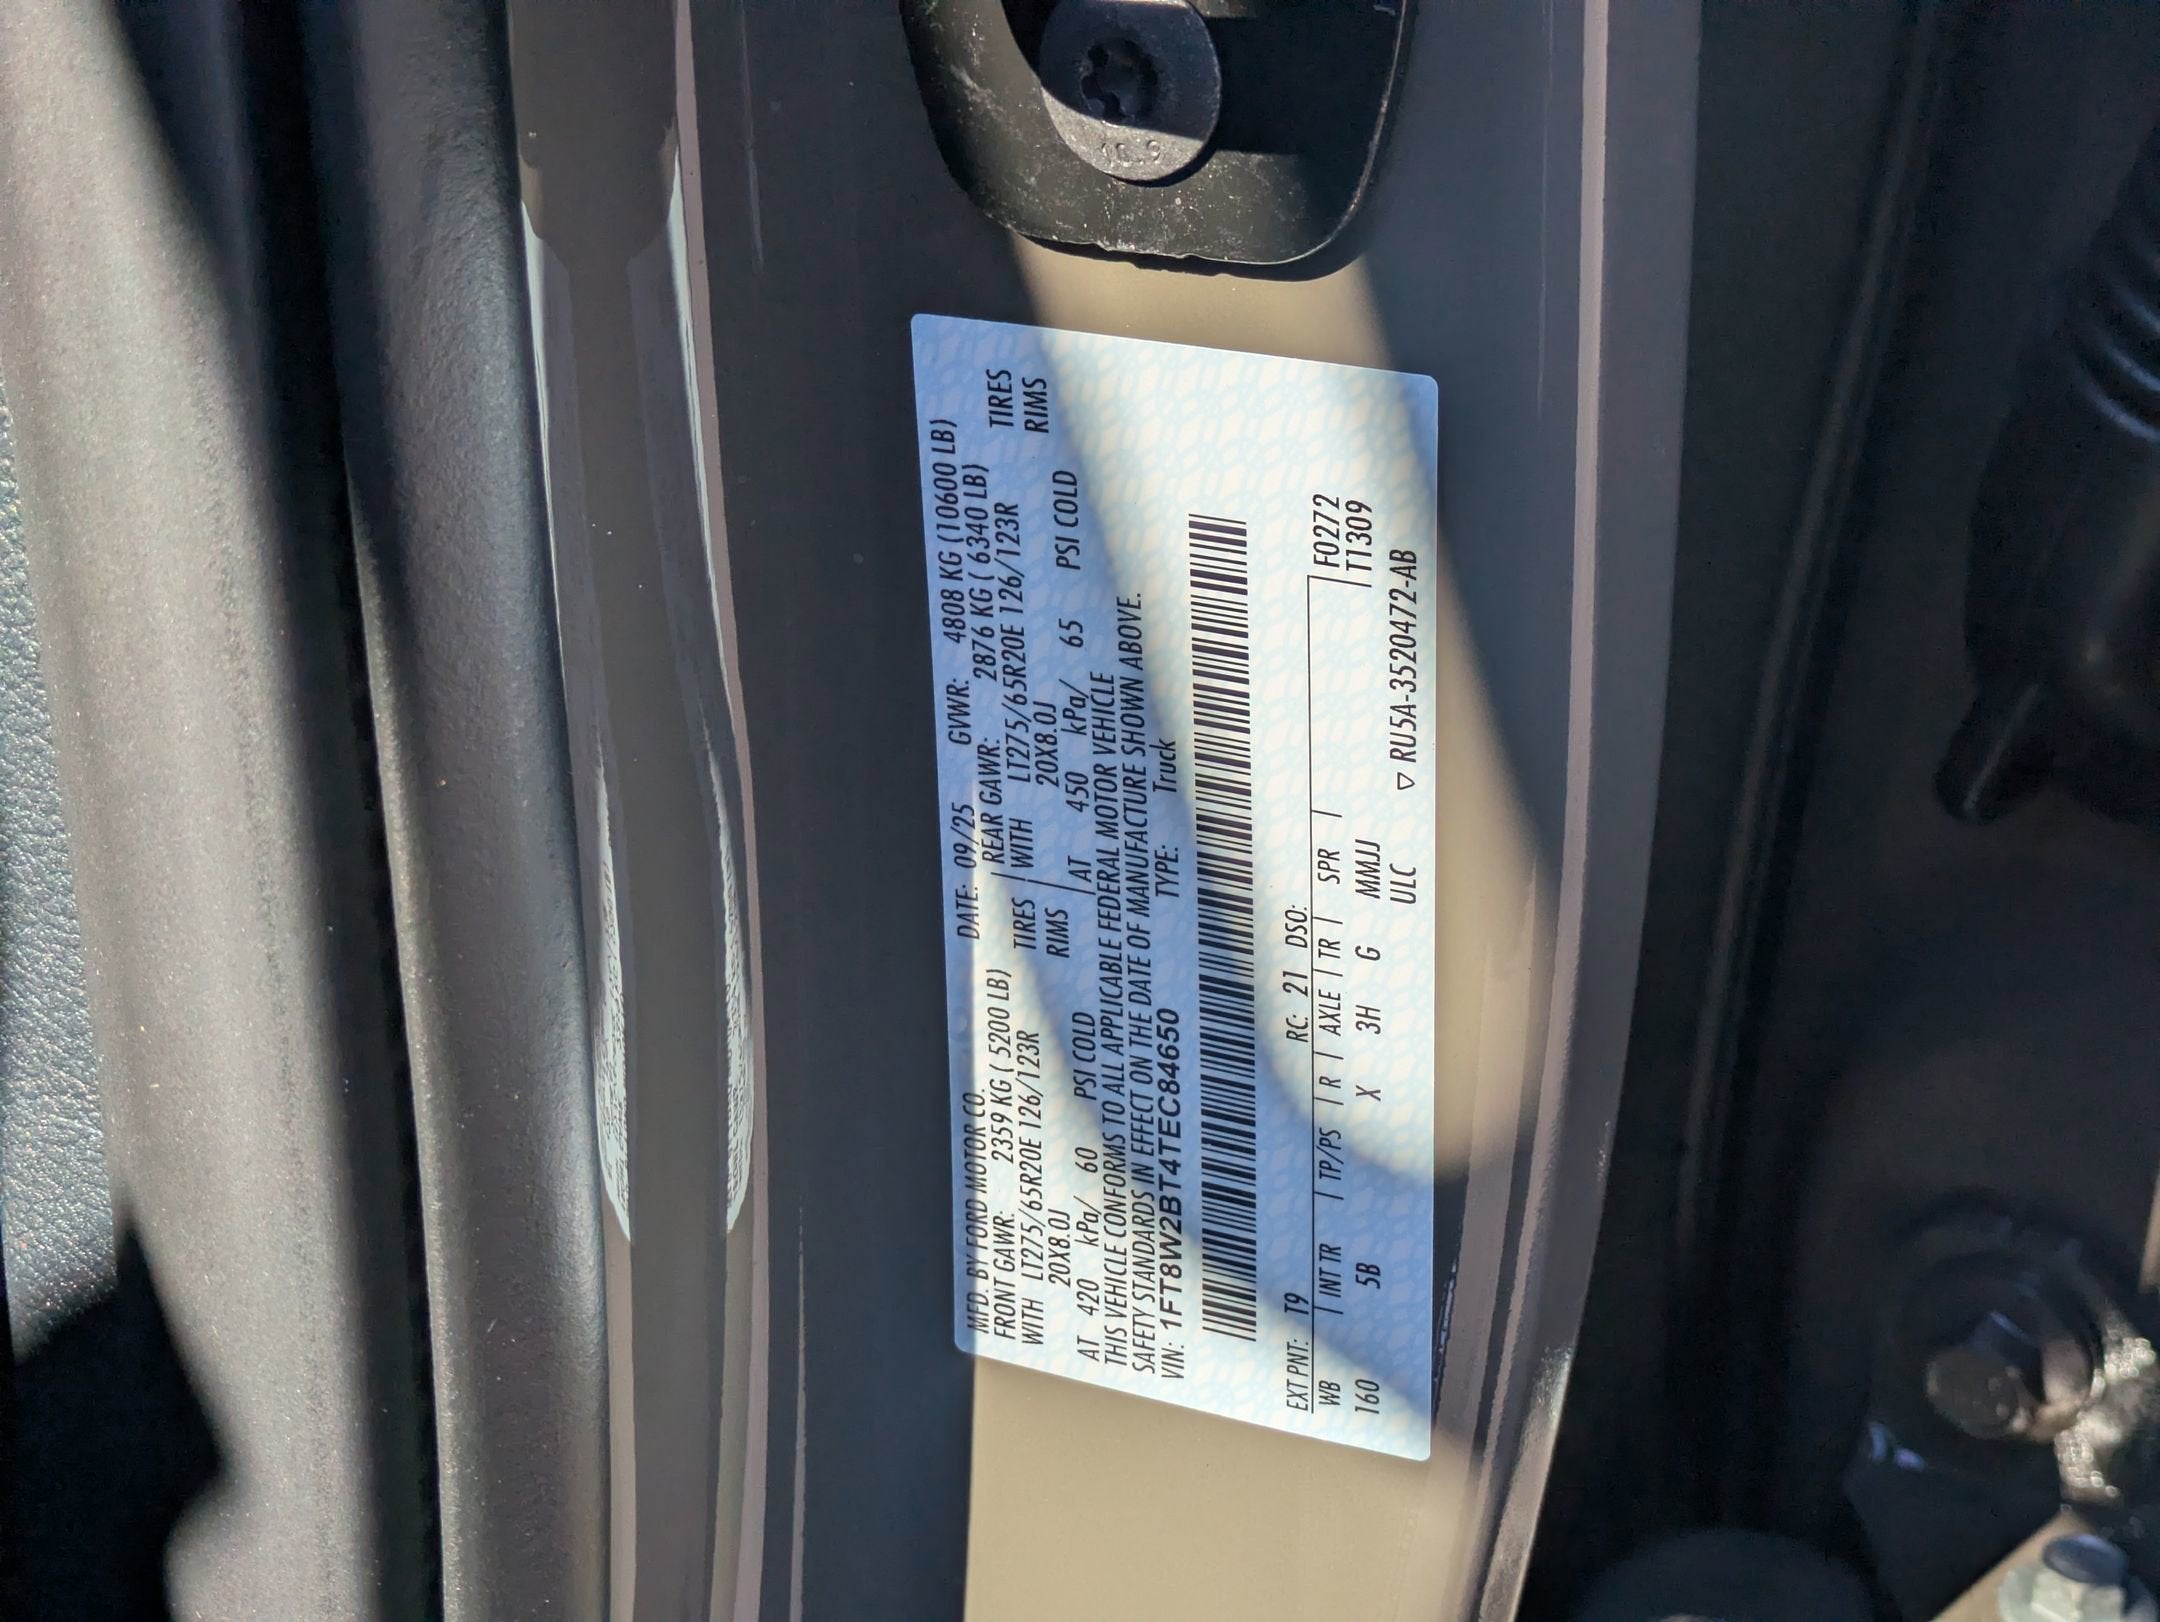 10.9
MFD. BY FORD MOTOR CO. DATE: 09/25 GVWR: 4808 KG (10600 LB)
FRONT GAWR: 2359 KG ( 5200 LB) REAR GAWR: 2876 KG ( 6340 LB)
WITH LT275/65R20E 126/123R TIRES WITH LT275/65R20E 126/123R TIRES
20X8.0J RIMS 20X8.0J RIMS
AT 420 kPa/ 60 PSI COLD AT 450 kPa/ 65 PSI COLD
THIS VEHICLE CONFORMS TO ALL APPLICABLE FEDERAL MOTOR VEHICLE
SAFETY STANDARDS IN EFFECT ON THE DATE OF MANUFACTURE SHOWN ABOVE.
VIN: 1FT8W2BT4TEC84650 TYPE: Truck
EXT PNT: T9 RC: 21 DSO: F0272
WB | INT TR | TP/PS | R | AXLE | TR | SPR | T1309
160 5B X 3H G MMJJ
ULC ▽ RU5A-3520472-AB